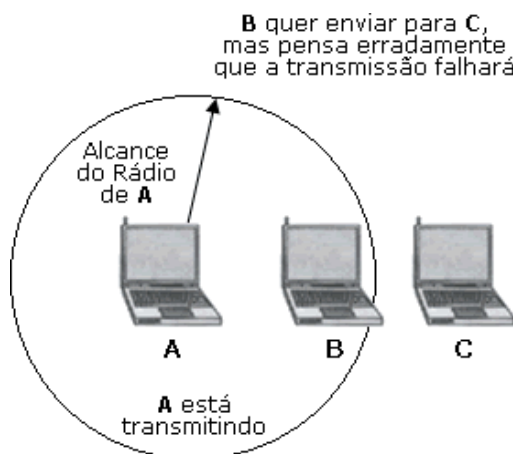 B quer enviar para C,
mas pensa erradamente
que a transmissão falhará
Alcance
do Rádio
de A
A
B
C
A está
transmitindo